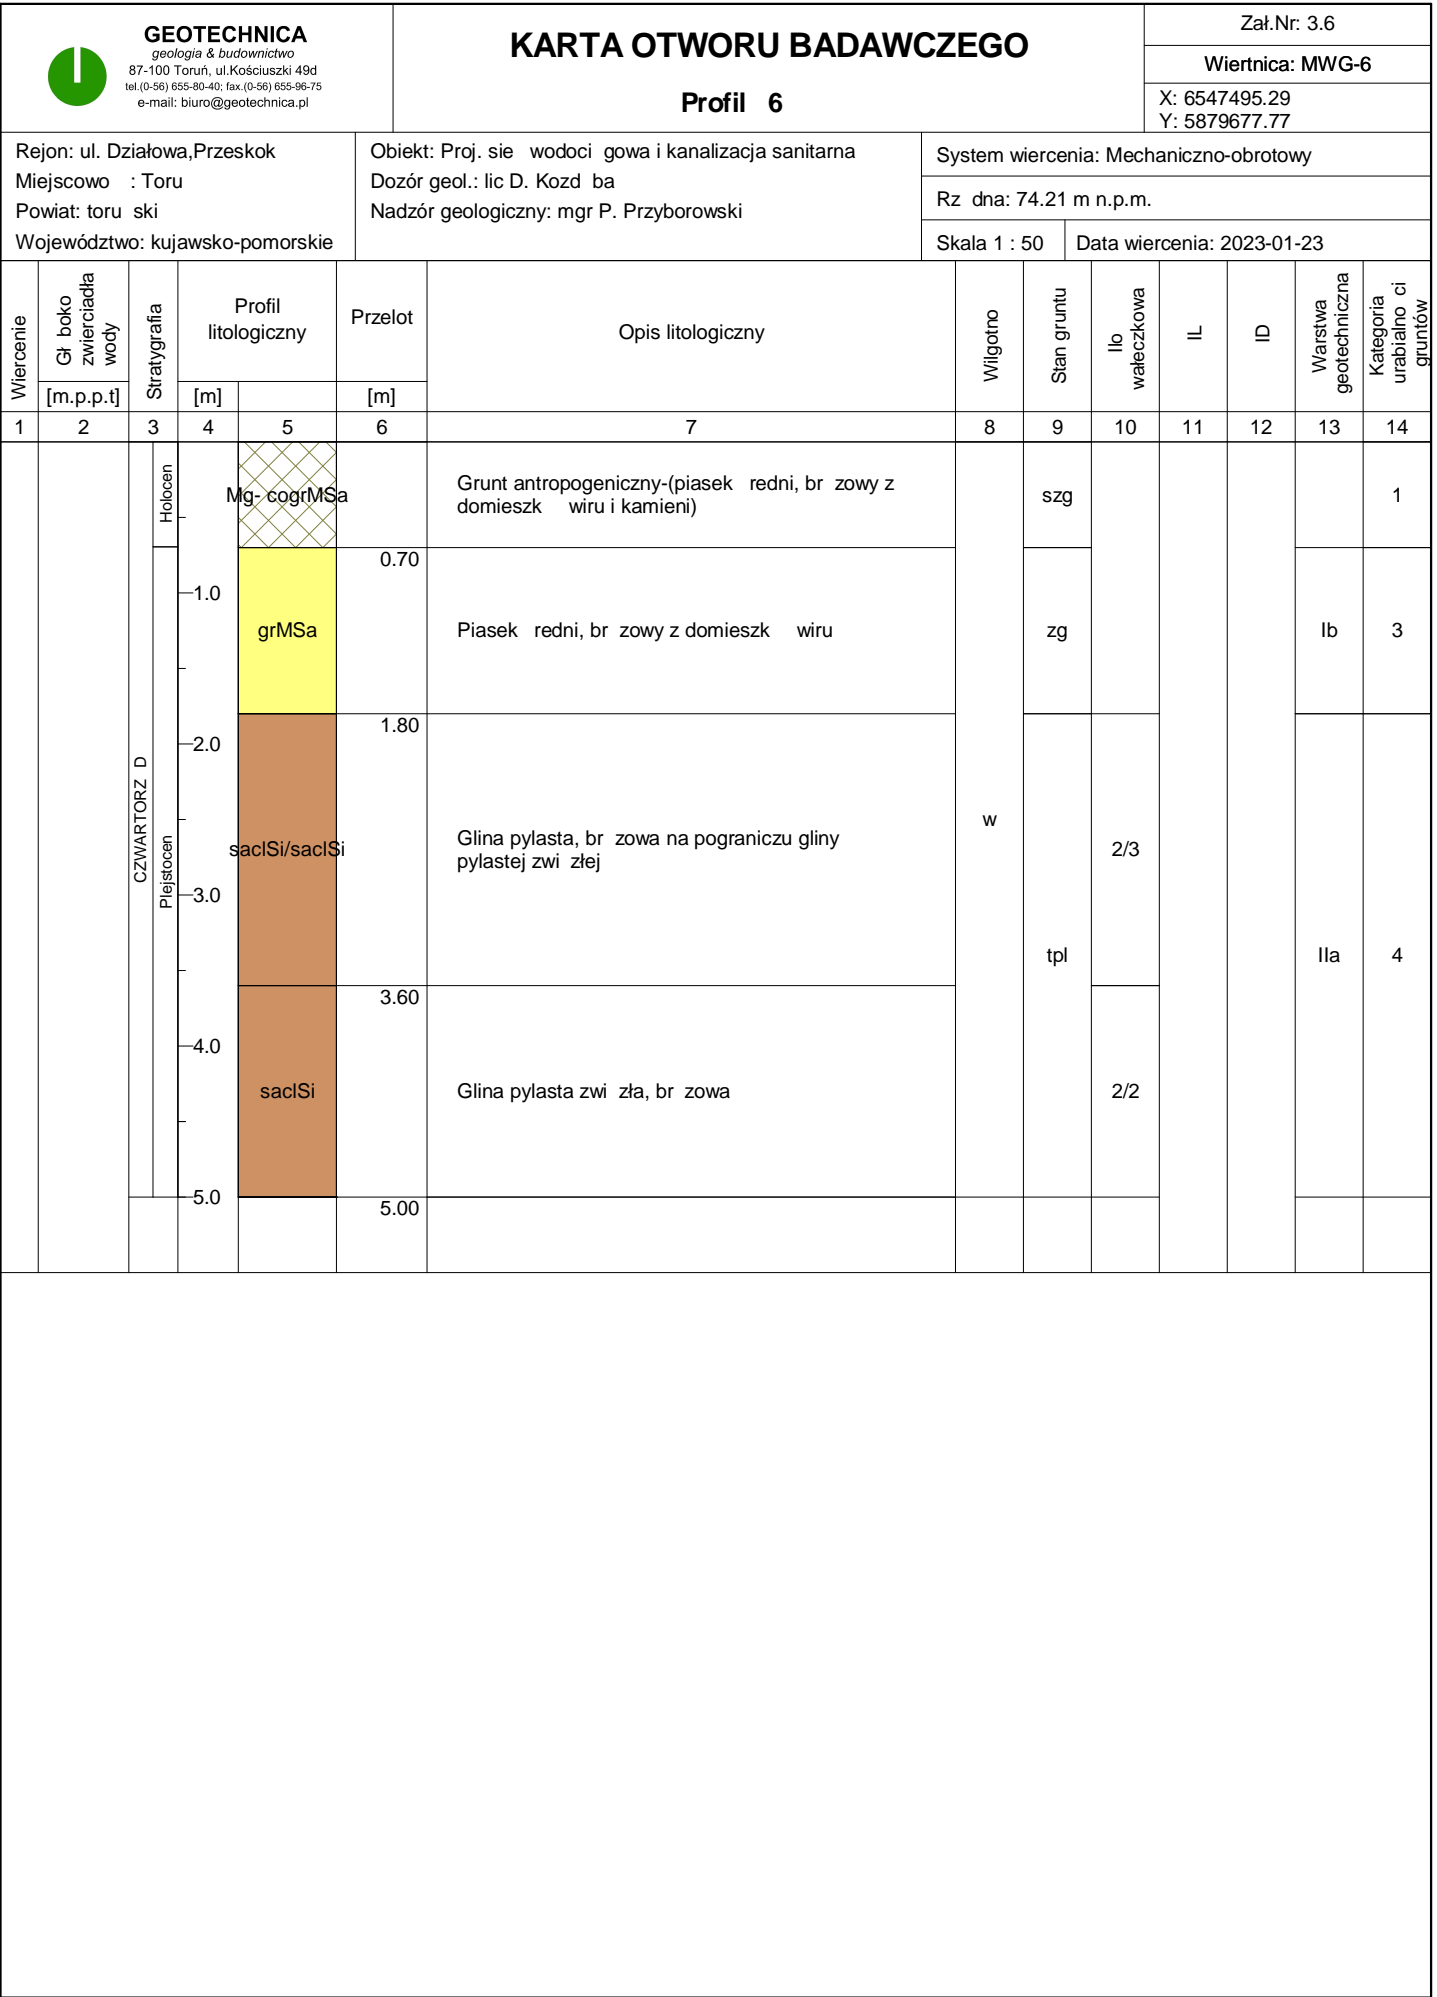 GEOTECHNICA
geologia & budownictwo
87-100 Toruń, ul.Kościuszki 49d
tel.(0-56) 655-80-40; fax.(0-56) 655-96-75
e-mail: biuro@geotechnica.pl
KARTA OTWORU BADAWCZEGO
Profil 6
Zał.Nr: 3.6
Wiertnica: MWG-6
X: 6547495.29
Y: 5879677.77
Rejon: ul. Działowa,Przeskok
Miejscowo : Toru
Powiat: toru ski
Województwo: kujawsko-pomorskie
Obiekt: Proj. sie wodoci gowa i kanalizacja sanitarna
Dozór geol.: lic D. Kozd ba
Nadzór geologiczny: mgr P. Przyborowski
System wiercenia: Mechaniczno-obrotowy
Rz dna: 74.21 m n.p.m.
Skala 1 : 50
Data wiercenia: 2023-01-23
Wiercenie
Gł boko
zwierciadła
wody
[m.p.p.t]
Stratygrafia
Profil
litologiczny
[m]
Przelot
[m]
Opis litologiczny
Wilgotno
Stan gruntu
Ilo
wałeczkowa
IL
ID
Warstwa
geotechniczna
Kategoria
urabialno ci
gruntów
1 2 3 4 5 6 7 8 9 10 11 12 13 14
CZWARTORZ D
Holocen
Plejstocen
Mg- cogrMSa
Grunt antropogeniczny-(piasek redni, br zowy z
domieszk wiru i kamieni)
szg
1
0.70
1.0
grMSa
Piasek redni, br zowy z domieszk wiru
zg
Ib
3
1.80
2.0
saclSi/saclSi
Glina pylasta, br zowa na pograniczu gliny
pylastej zwi złej
w
2/3
3.0
tpl
IIa
4
3.60
4.0
saclSi
Glina pylasta zwi zła, br zowa
2/2
5.0
5.00